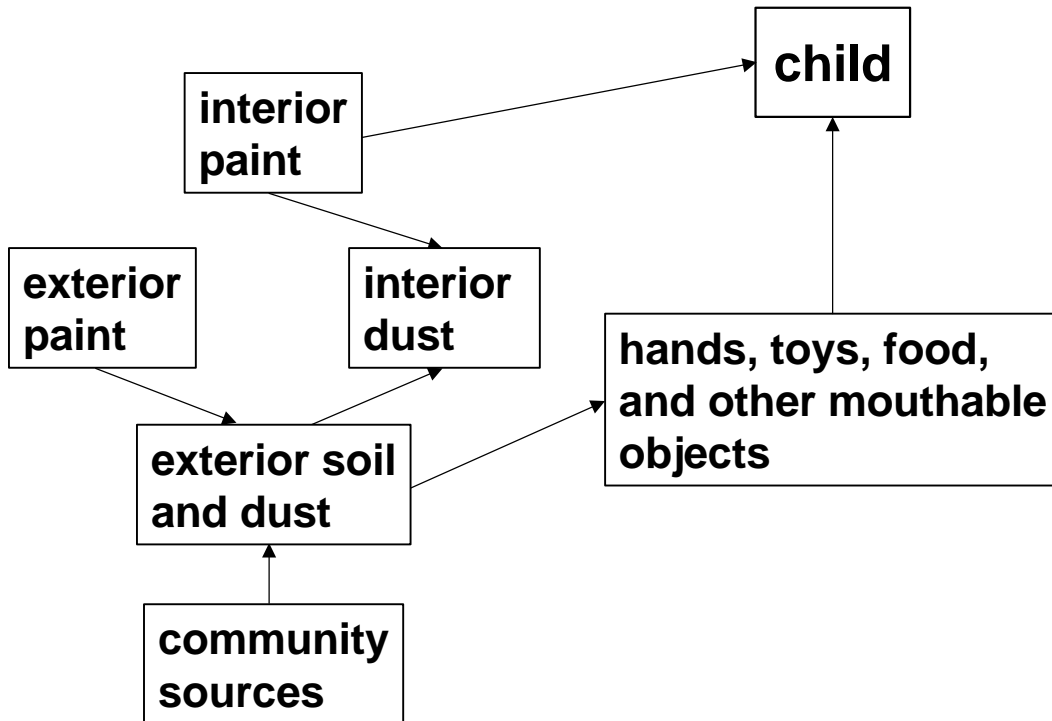 child
interior
paint
exterior
paint
interior
dust
hands, toys, food,
and other mouthable
objects
exterior soil
and dust
community
sources